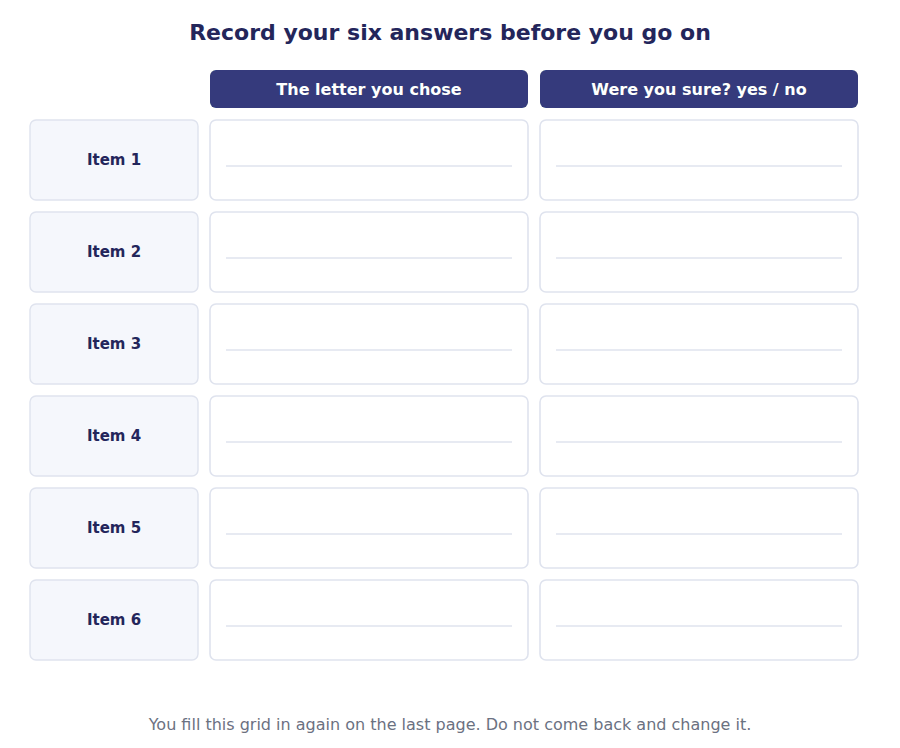 Record your six answers before you go on
The letter you chose
Were you sure? yes / no
Item 1
Item 2
Item 3
Item 4
Item 5
Item 6
You fill this grid in again on the last page. Do not come back and change it.